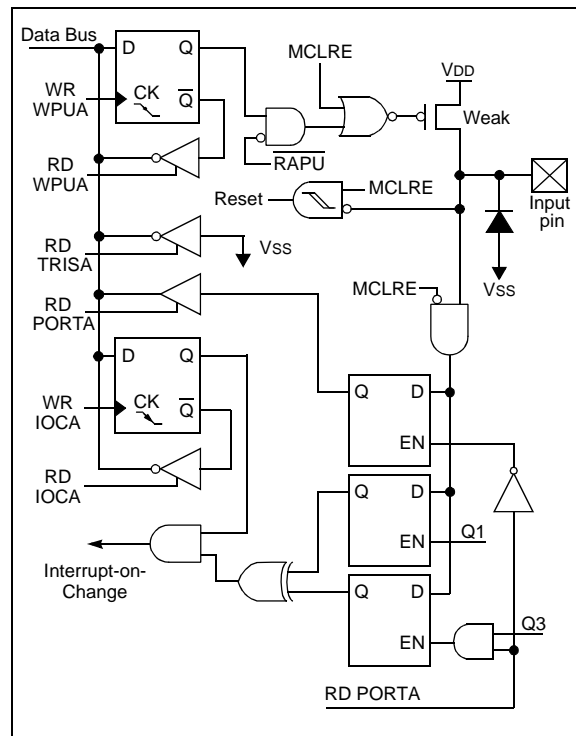 Data Bus
D Q
MCLRE
VDD
WR
WPUA
CK
Q
Weak
RAPU
RD
WPUA
Reset
MCLRE
Input
pin
RD
TRISA
VSS
VSS
RD
PORTA
MCLRE
D Q
Q D
WR
IOCA
CK
Q
EN
RD
IOCA
Q D
EN
Q1
Interrupt-on-
Change
Q D
EN
Q3
RD PORTA